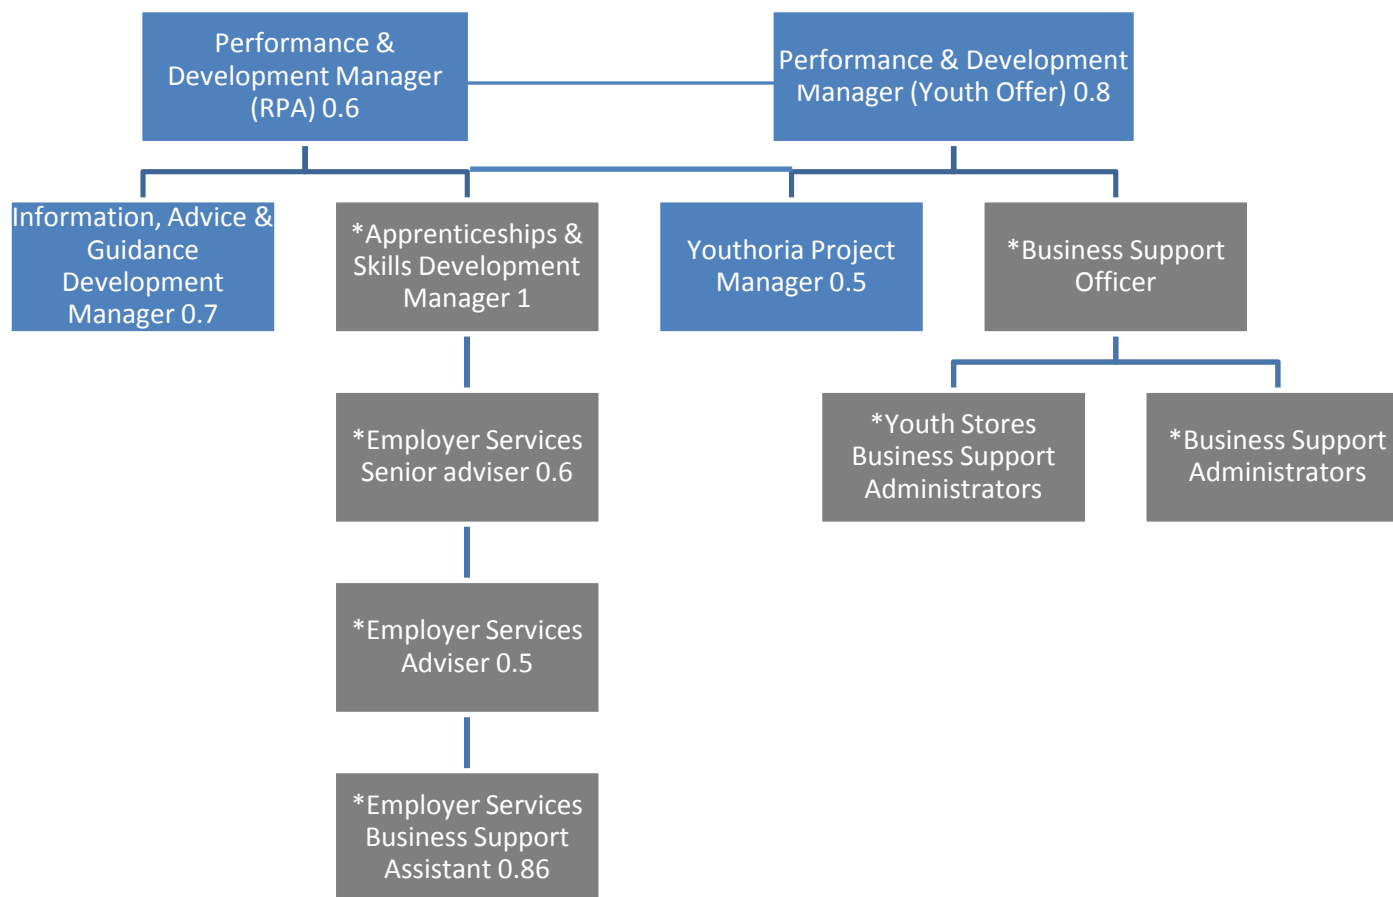 Performance &
Development Manager
(RPA) 0.6
Performance & Development
Manager (Youth Offer) 0.8
Information, Advice &
Guidance
Development
Manager 0.7
*Apprenticeships &
Skills Development
Manager 1
Youthoria Project
Manager 0.5
*Business Support
Officer
*Employer Services
Senior adviser 0.6
*Youth Stores
Business Support
Administrators
*Business Support
Administrators
*Employer Services
Adviser 0.5
*Employer Services
Business Support
Assistant 0.86